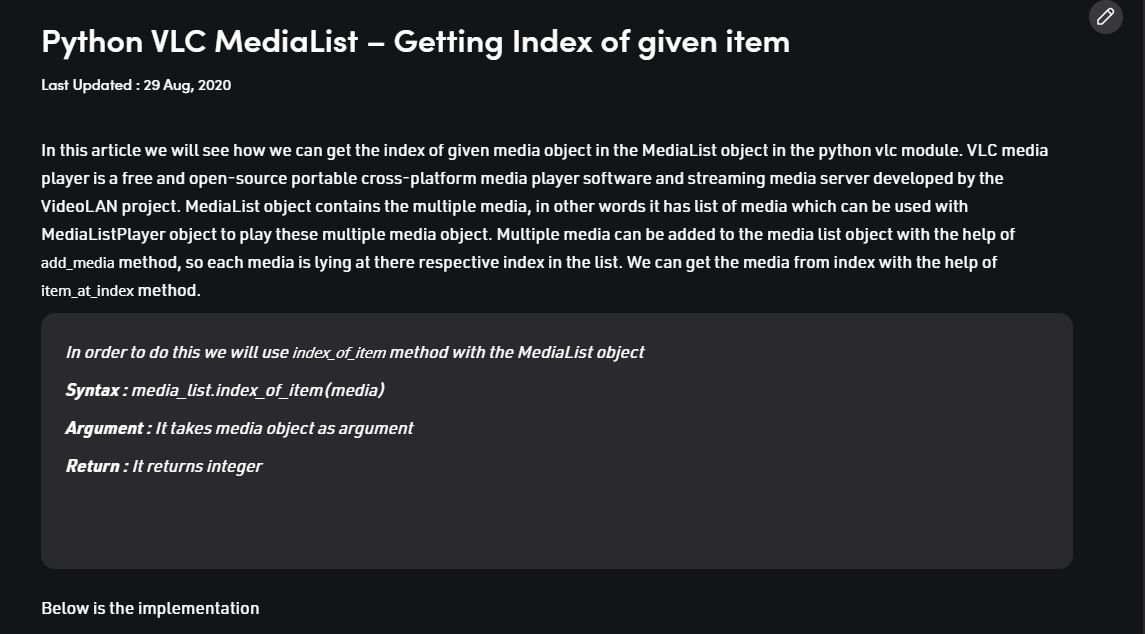 Python VLC MediaList – Getting Index of given item
Last Updated : 29 Aug, 2020
In this article we will see how we can get the index of given media object in the MediaList object in the python vlc module. VLC media
player is a free and open-source portable cross-platform media player software and streaming media server developed by the
VideoLAN project. MediaList object contains the multiple media, in other words it has list of media which can be used with
MediaListPlayer object to play these multiple media object. Multiple media can be added to the media list object with the help of
add_media method, so each media is lying at there respective index in the list. We can get the media from index with the help of
item_at_index method.
In order to do this we will use index_of_item method with the MediaList object
Syntax : media_list.index_of_item(media)
Argument : It takes media object as argument
Return : It returns integer
Below is the implementation